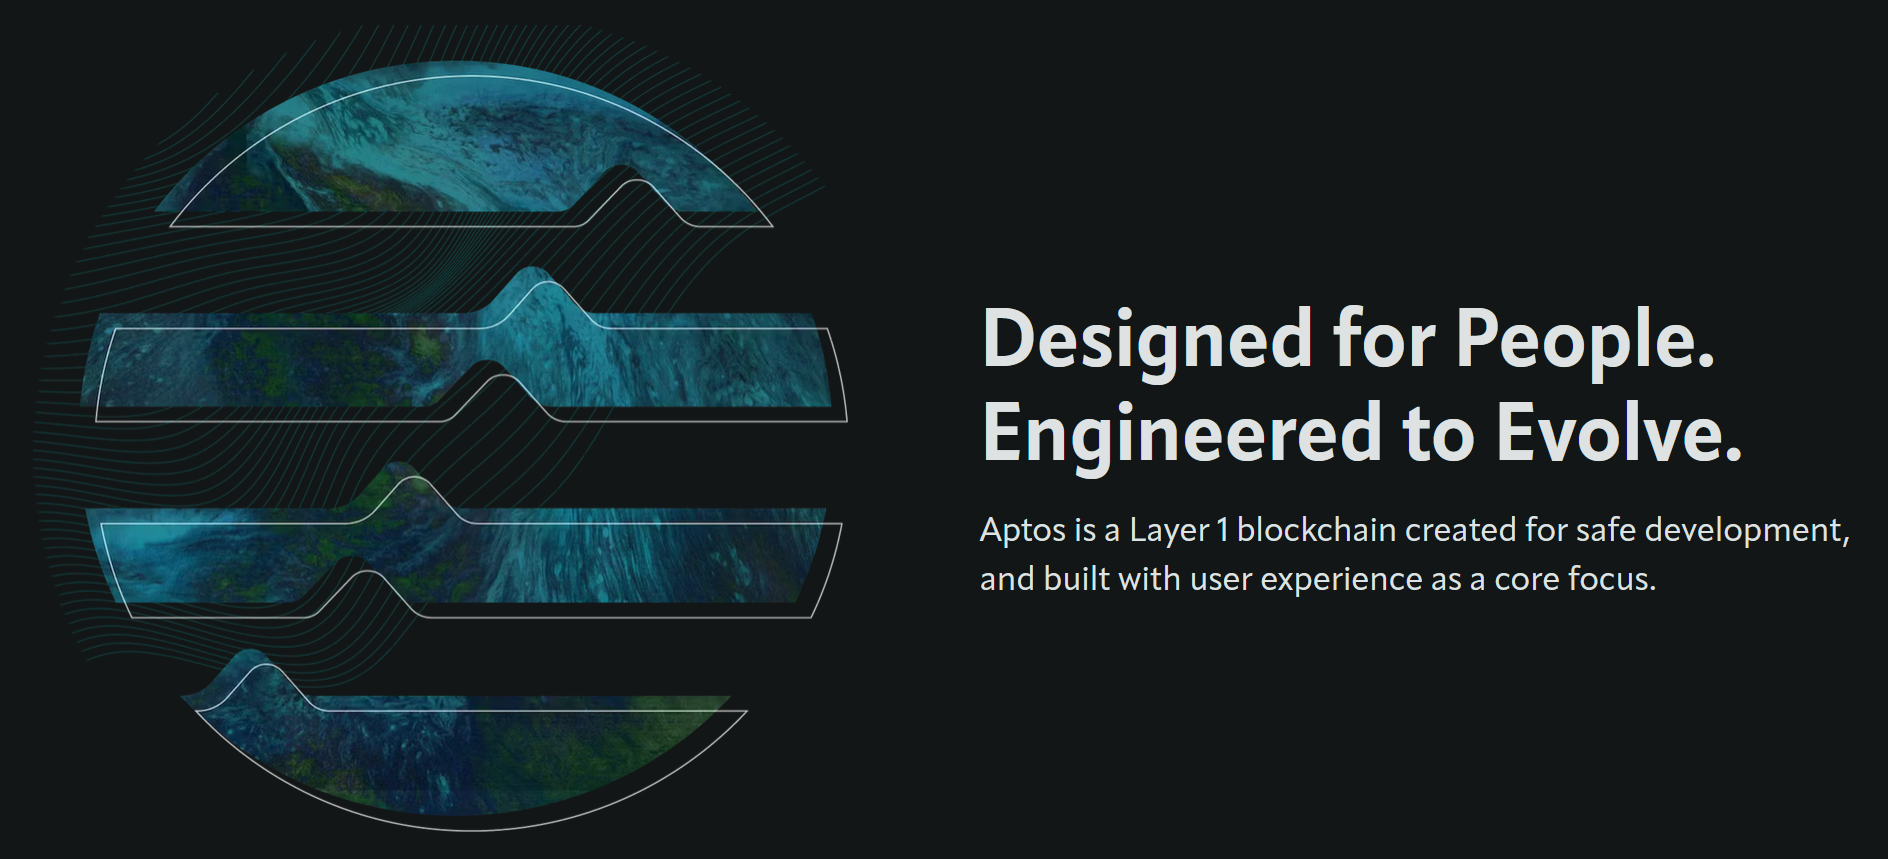 Designed for People.
Engineered to Evolve.
Aptos is a Layer 1 blockchain created for safe development,
and built with user experience as a core focus.